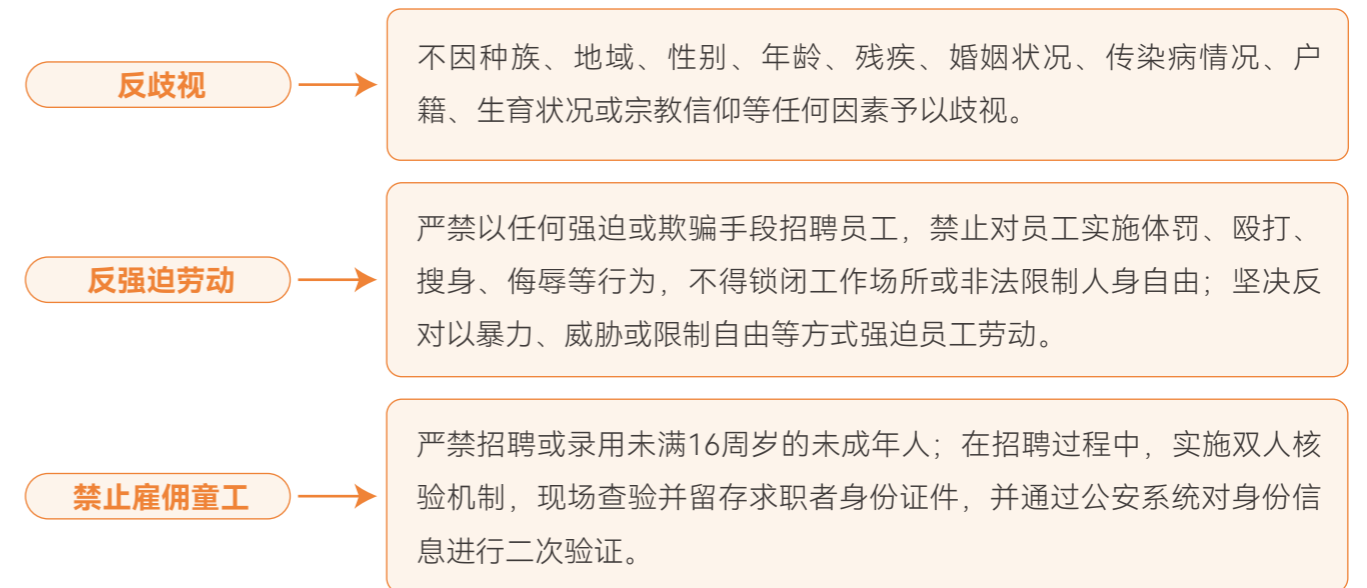 反歧视
不因种族、地域、性别、年龄、残疾、婚姻状况、传染病情况、户
籍、生育状况或宗教信仰等任何因素予以歧视。
反强迫劳动
严禁以任何强迫或欺骗手段招聘员工，禁止对员工实施体罚、殴打、
搜身、侮辱等行为，不得锁闭工作场所或非法限制人身自由；坚决反
对以暴力、威胁或限制自由等方式强迫员工劳动。
禁止雇佣童工
严禁招聘或录用未满16周岁的未成年人；在招聘过程中，实施双人核
验机制，现场查验并留存求职者身份证件，并通过公安系统对身份信
息进行二次验证。